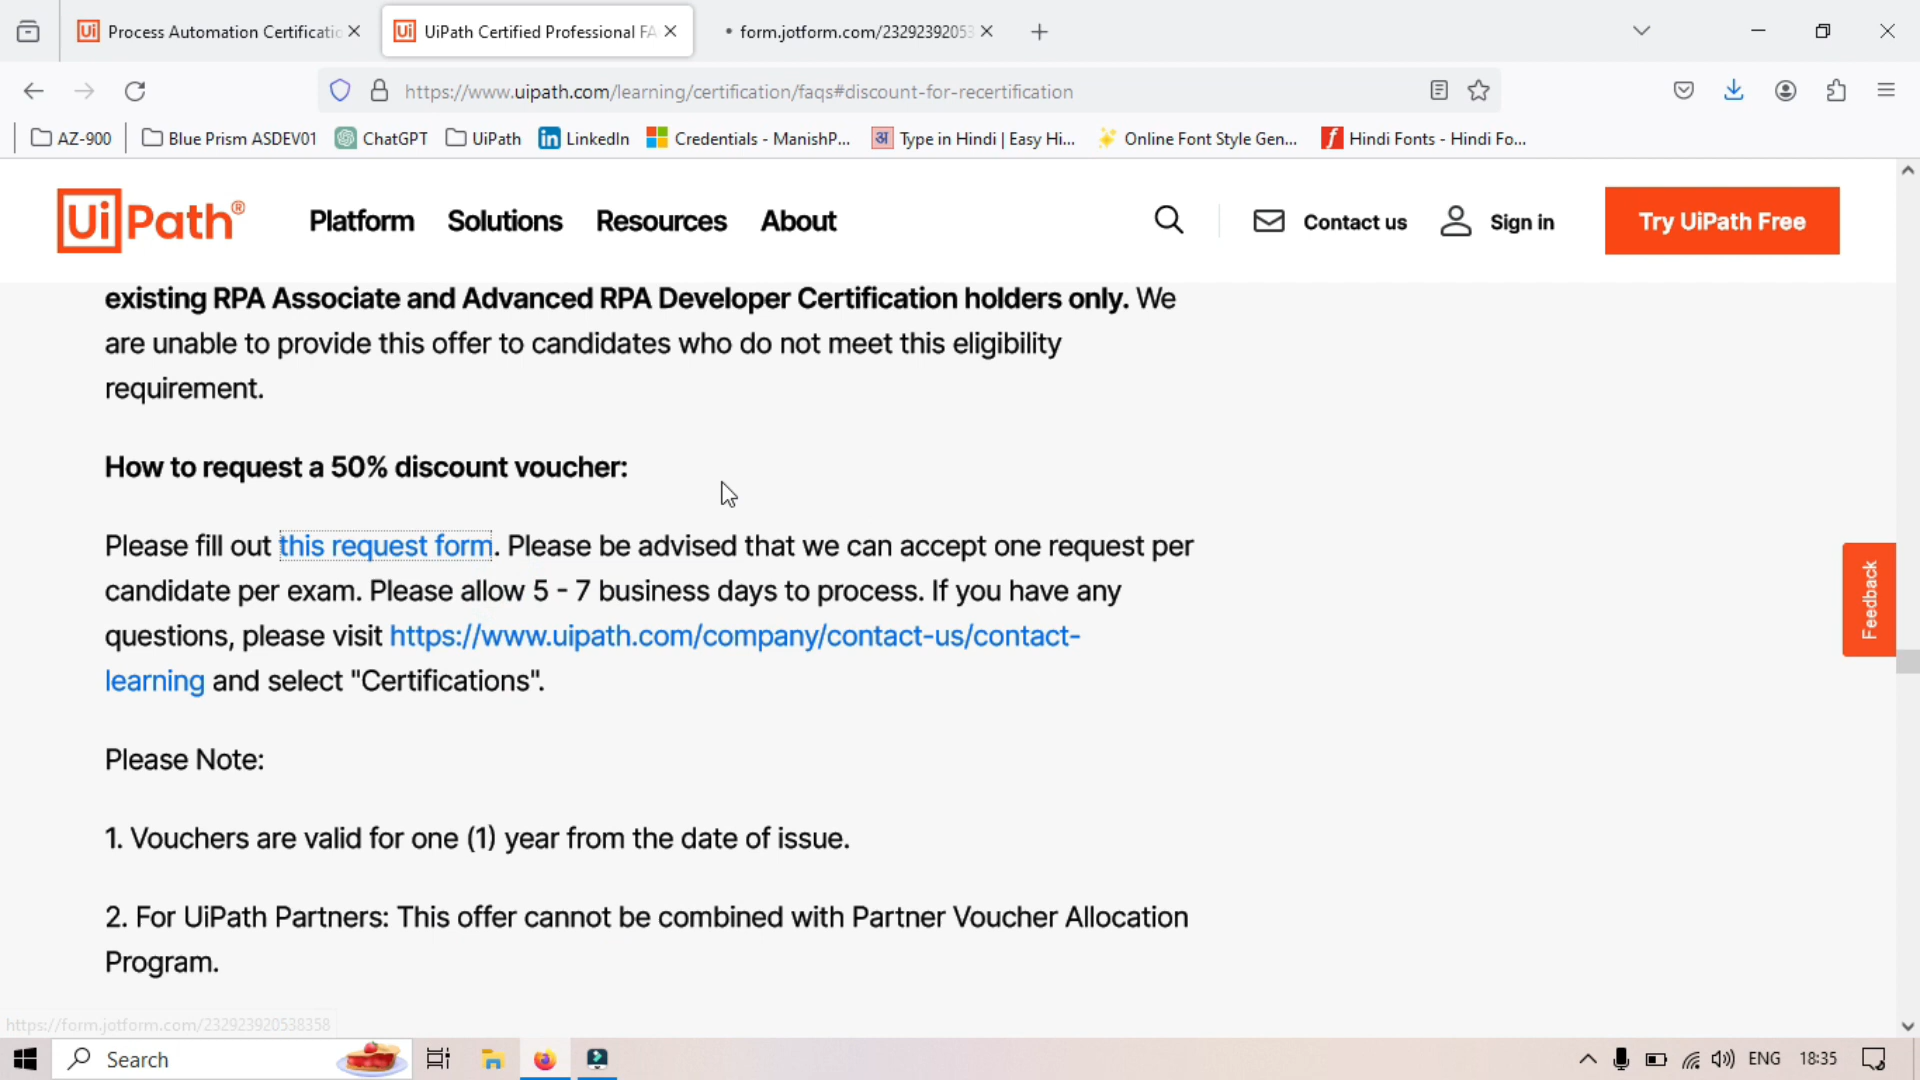 Process Automation Certificatio
UiPath Certified Professional FA
form.jotform.com/23292392053
https://www.uipath.com/learning/certification/faqs#discount-for-recertification
AZ-900
Blue Prism ASDEV01
ChatGPT
UiPath
LinkedIn
Credentials - ManishP...
Type in Hindi | Easy Hi...
Online Font Style Gen...
Hindi Fonts - Hindi Fo...
UiPath®
Platform
Solutions
Resources
About
Contact us
Sign in
Try UiPath Free
existing RPA Associate and Advanced RPA Developer Certification holders only. We
are unable to provide this offer to candidates who do not meet this eligibility
requirement.
How to request a 50% discount voucher:
Please fill out this request form. Please be advised that we can accept one request per
candidate per exam. Please allow 5 - 7 business days to process. If you have any
questions, please visit https://www.uipath.com/company/contact-us/contact-
learning and select "Certifications".
Please Note:
1. Vouchers are valid for one (1) year from the date of issue.
2. For UiPath Partners: This offer cannot be combined with Partner Voucher Allocation
Program.
Feedback
https://form.jotform.com/232923920538358
Search
ENG
18:35